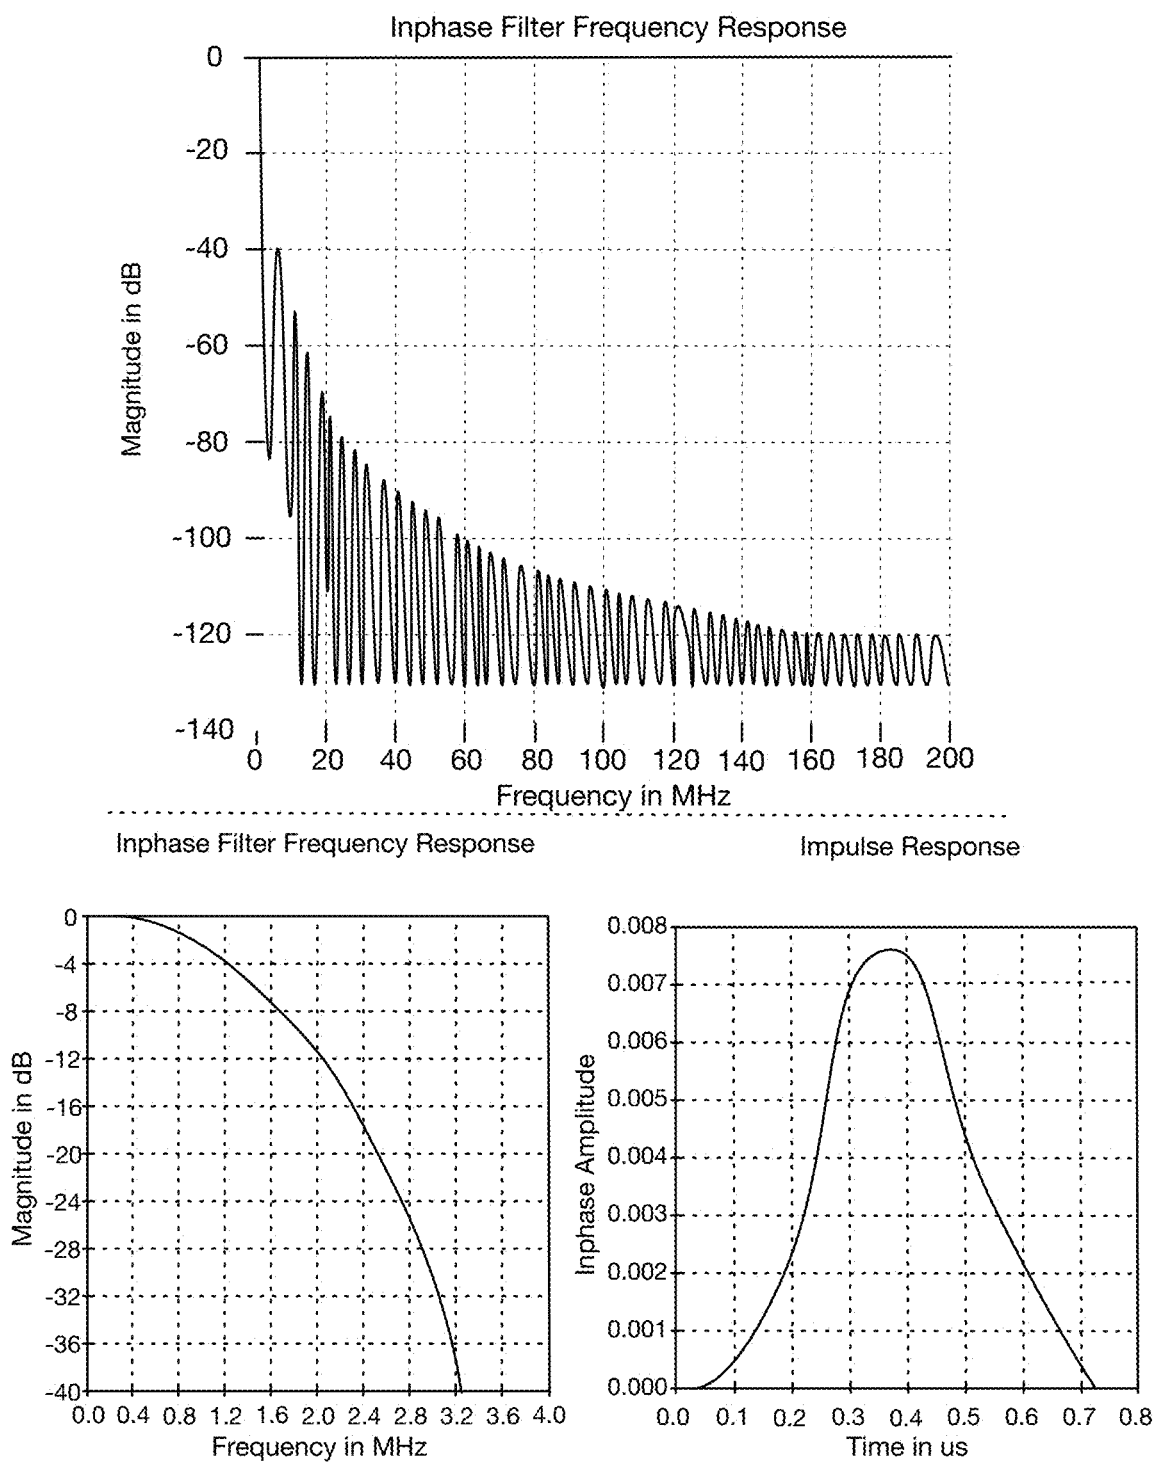 Inphase Filter Frequency Response
0
-20
-40
-60
-80
-100
-120
-140
Magnitude in dB
0 20 40 60 80 100 120 140 160 180 200
Frequency in MHz
Inphase Filter Frequency Response
0
-4
-8
-12
-16
-20
-24
-28
-32
-36
-40
Magnitude in dB
0.0 0.4 0.8 1.2 1.6 2.0 2.4 2.8 3.2 3.6 4.0
Frequency in MHz
Impulse Response
0.008
0.007
0.006
0.005
0.004
0.003
0.002
0.001
0.000
Inphase Amplitude
0.0 0.1 0.2 0.3 0.4 0.5 0.6 0.7 0.8
Time in us